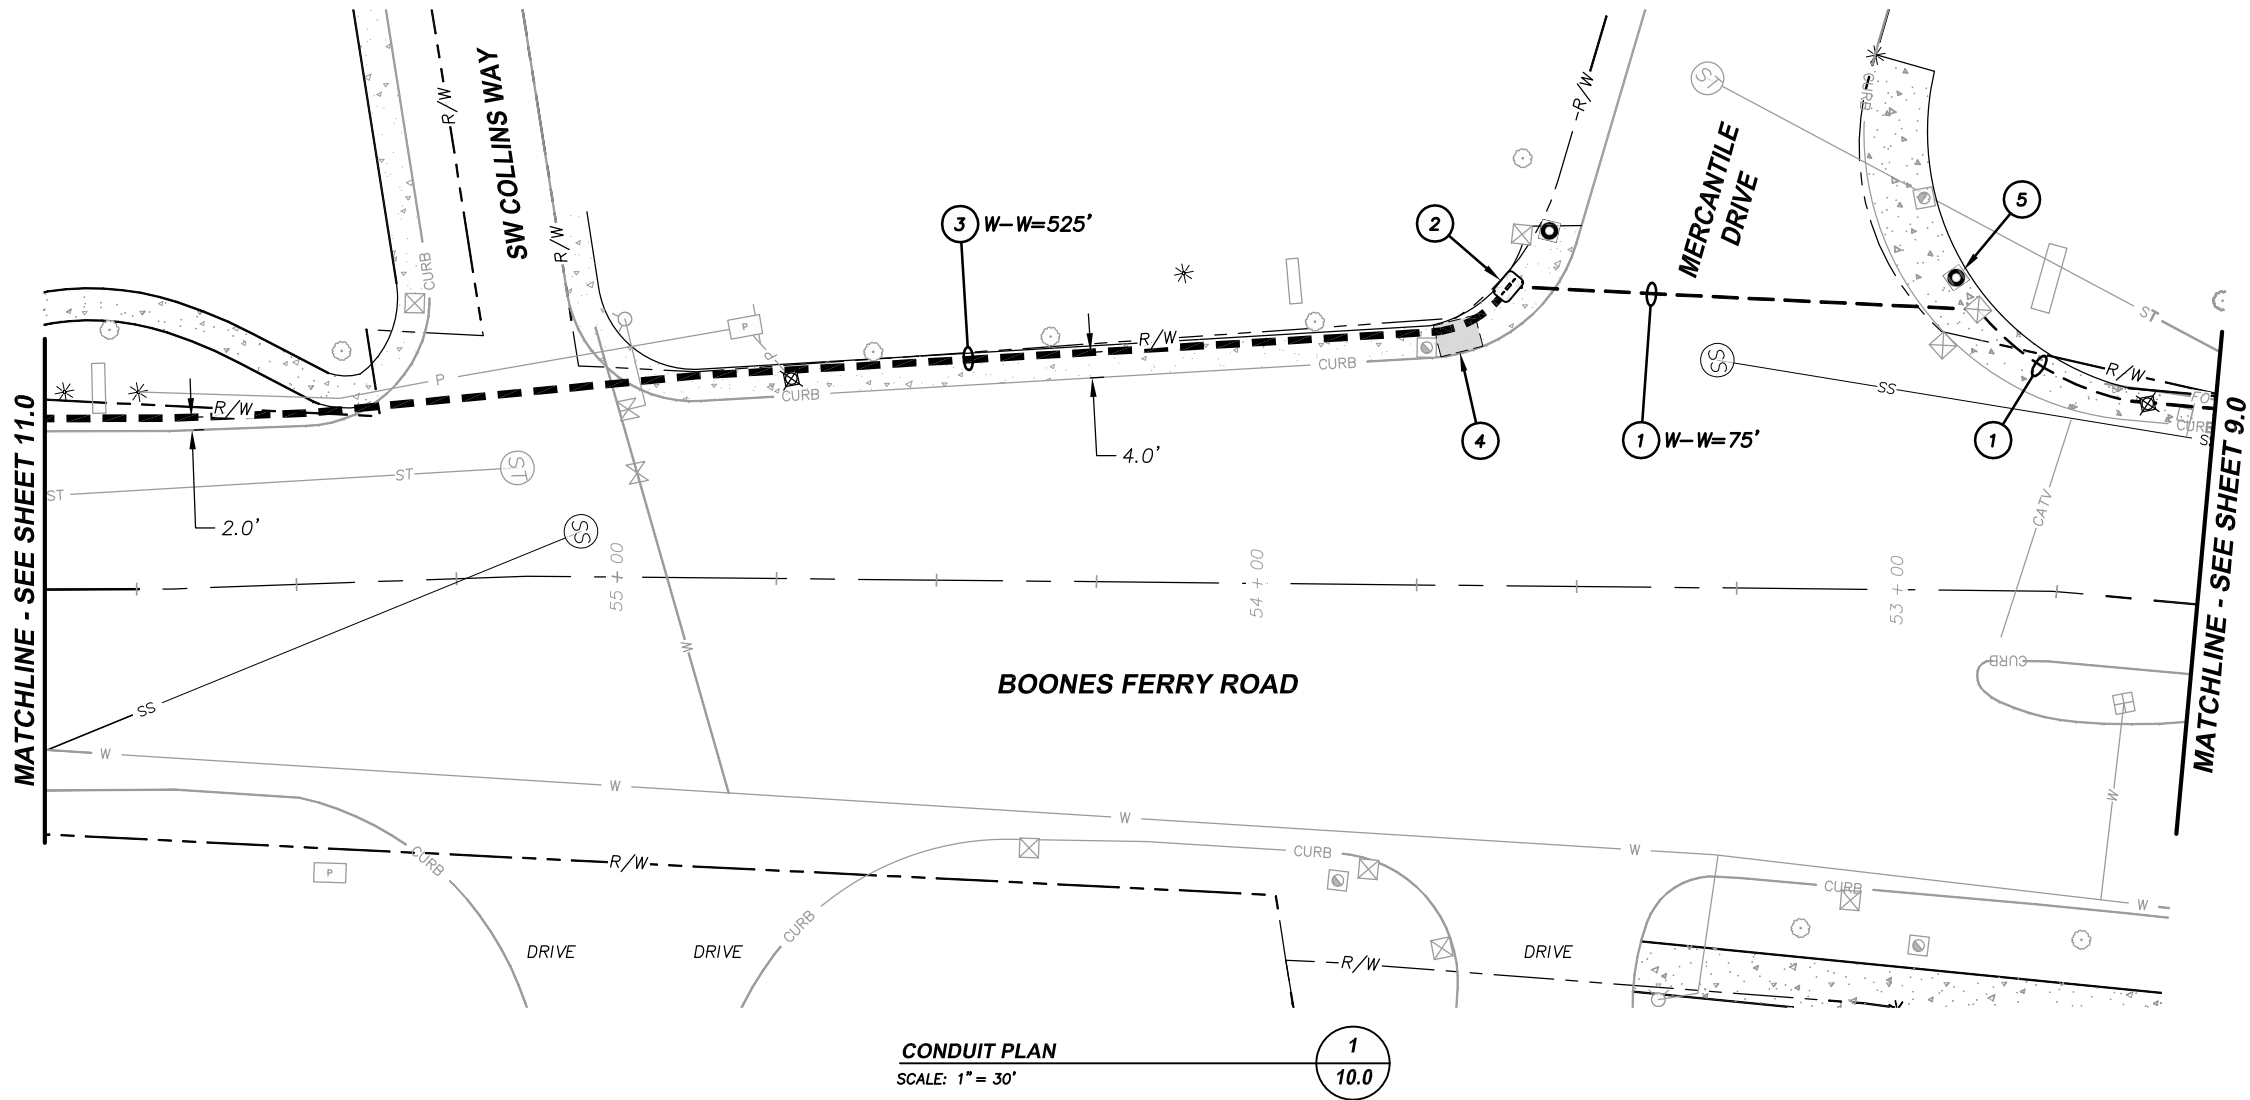 SW COLLINS WAY
R/W
R/W
CURB
R/W
R/W
MERCANTILE
DRIVE
CURB
ST
3 W-W=525'
2
5
ST
R/W
P
P
P
CURB
CURB
4
1 W-W=75'
1
SS
SS
R/W
FO
CURB
S
R/W
4.0'
2.0'
ST
ST
ST
SS
SS
CATV
55 + 00
54 + 00
53 + 00
MATCHLINE - SEE SHEET 11.0
MATCHLINE - SEE SHEET 9.0
BOONES FERRY ROAD
CURB
W
W
W
W
W
W
W
R/W
CURB
P
CURB
CURB
CURB
DRIVE
DRIVE
DRIVE
R/W
CONDUIT PLAN
SCALE: 1" = 30'
1
10.0